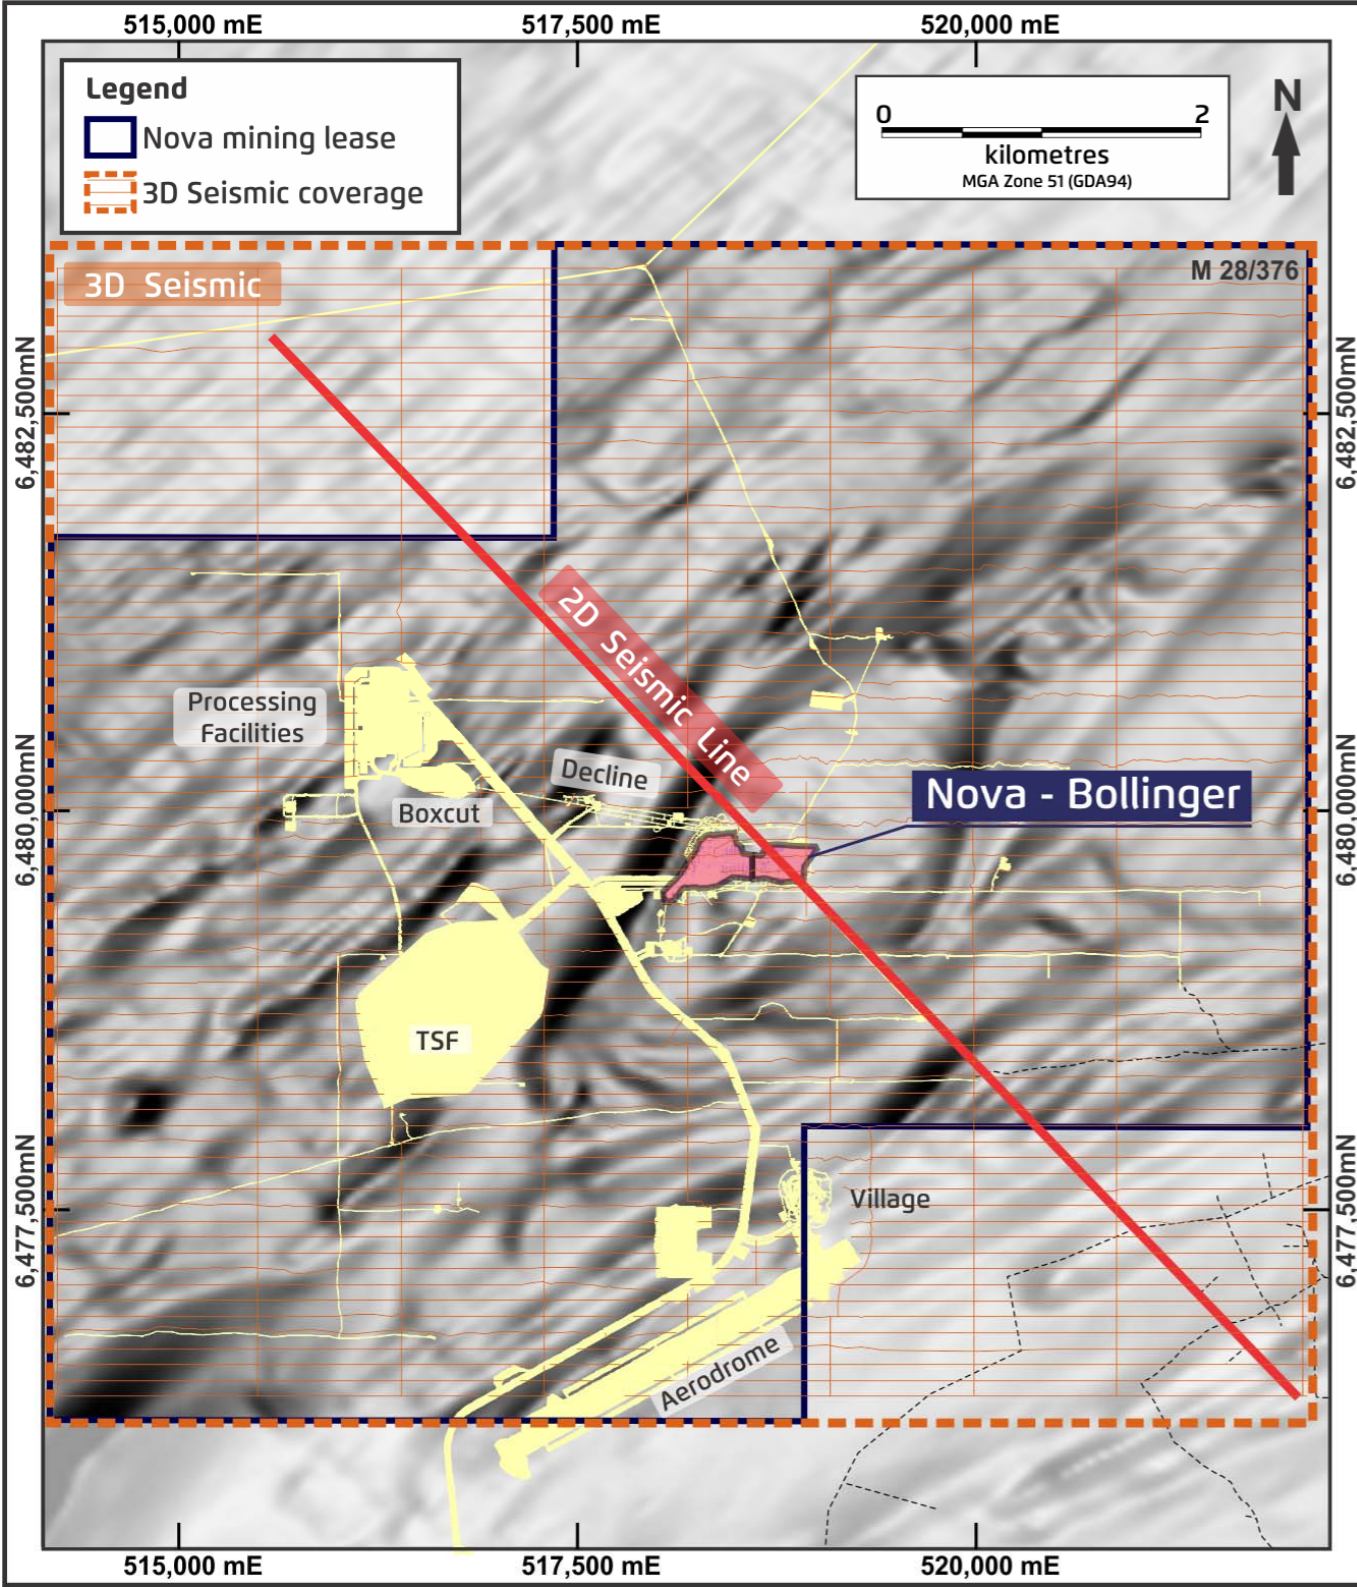 515,000 mE
517,500 mE
520,000 mE
Legend
Nova mining lease
3D Seismic coverage
0 2
kilometres
MGA Zone 51 (GDA94)
N
3D Seismic
M 28/376
6,482,500mN
6,482,500mN
2D Seismic Line
Processing
Facilities
Decline
Boxcut
Nova - Bollinger
6,480,000mN
6,480,000mN
TSF
Village
6,477,500mN
6,477,500mN
Aerodrome
515,000 mE
517,500 mE
520,000 mE